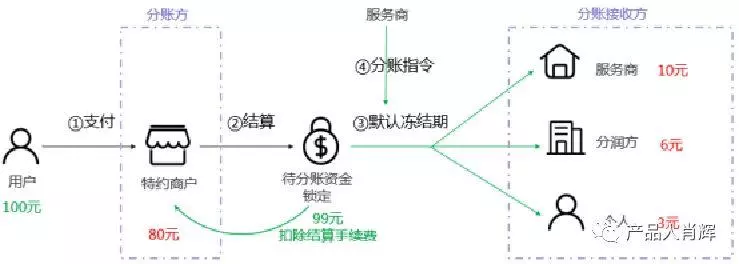 分账方
服务商
分账接收方
④分账指令
服务商
10元
①支付
②结算
③默认冻结期
分润方
6元
用户
100元
特约商户
待分账资金
锁定
80元
99元
扣除结算手续费
个人
3元
产品人肖辉